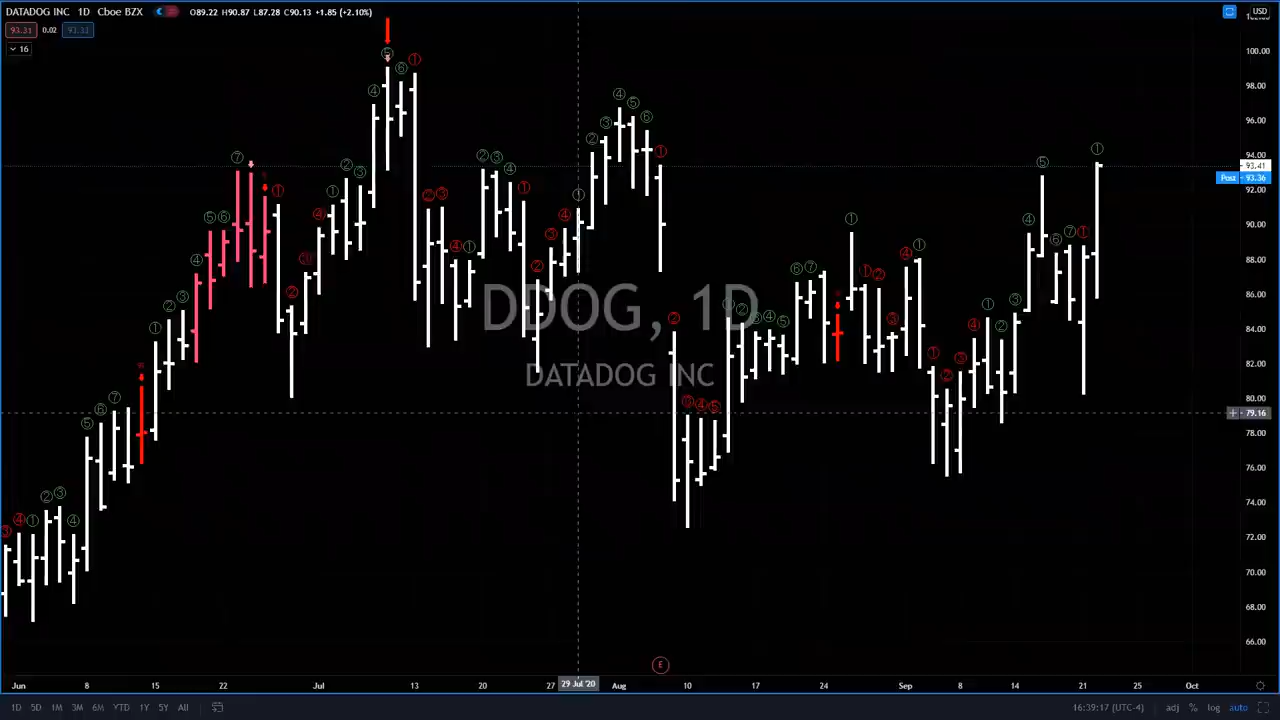 DATADOG INC 1D Cboe BZX O89.22 H90.87 L87.28 C90.13 +1.85 (+2.10%) USD
93.31 0.02 93.33
16
100.00
98.00
96.00
94.00
93.41
Post 93.36
92.00
90.00
88.00
86.00
84.00
82.00
80.00
79.16
78.00
76.00
74.00
72.00
70.00
68.00
66.00
DDOG, 1D
DATADOG INC
E
Jun 8 15 22 Jul 13 20 27 29 Jul '20 Aug 10 17 24 Sep 8 14 21 25 Oct
1D 5D 1M 3M 6M YTD 1Y 5Y All 16:39:17 (UTC-4) adj % log auto